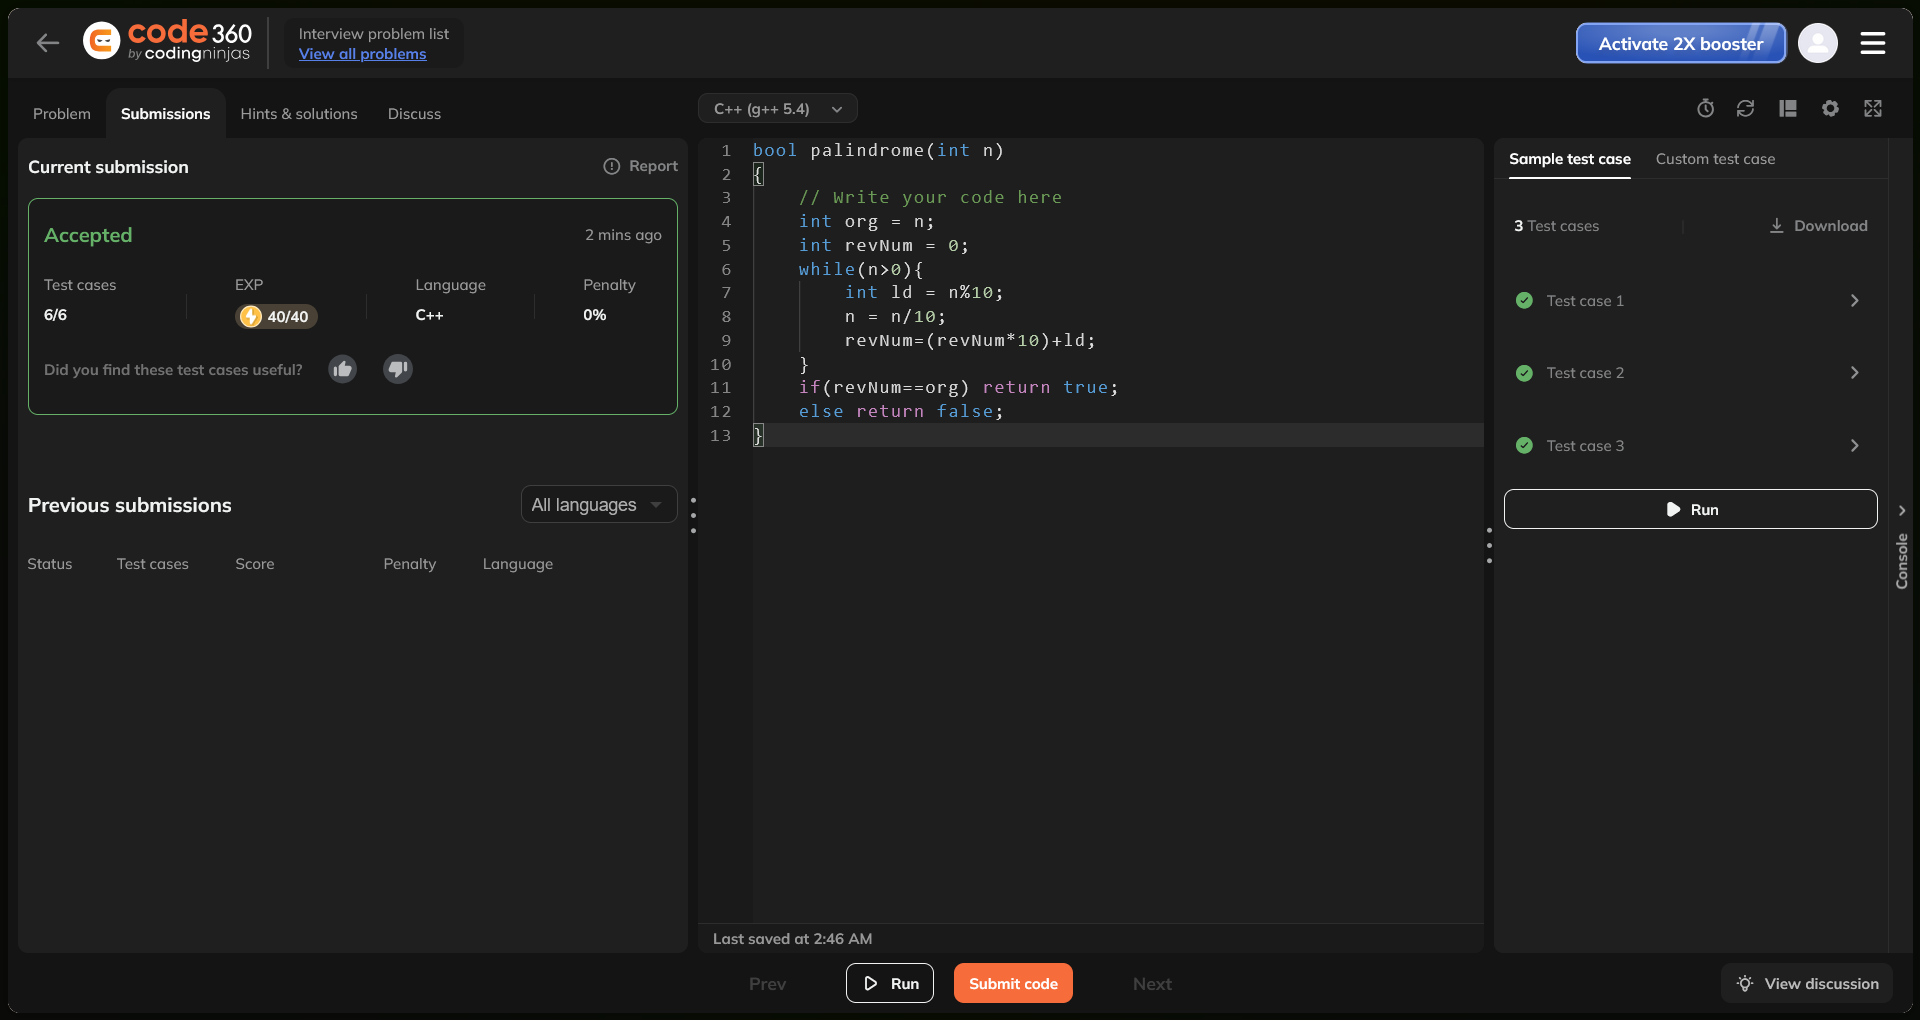 code 360
by codingninjas
Interview problem list
View all problems
Activate 2X booster
Problem
Submissions
Hints & solutions
Discuss
C++ (g++ 5.4)
Current submission
Report
Accepted
2 mins ago
Test cases
EXP
Language
Penalty
6/6
40/40
C++
0%
Did you find these test cases useful?
Previous submissions
All languages
Status
Test cases
Score
Penalty
Language
1 bool palindrome(int n)
2 {
3     // Write your code here
4     int org = n;
5     int revNum = 0;
6     while(n>0){
7         int ld = n%10;
8         n = n/10;
9         revNum=(revNum*10)+ld;
10     }
11     if(revNum==org) return true;
12     else return false;
13 }
Last saved at 2:46 AM
Sample test case
Custom test case
3 Test cases
Download
Test case 1
Test case 2
Test case 3
Run
Console
Prev
Run
Submit code
Next
View discussion